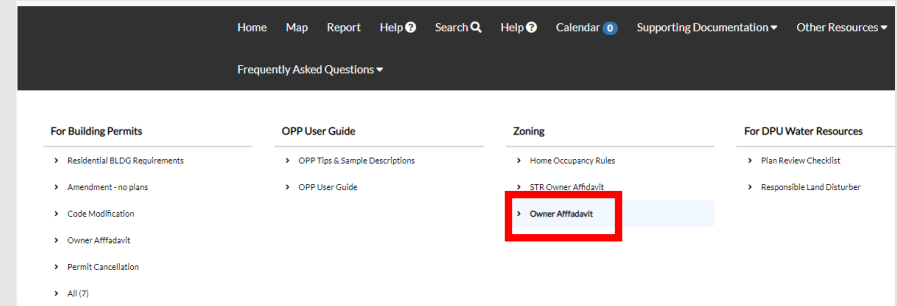 Home Map Report Help Search Help Calendar 0 Supporting Documentation Other Resources
Frequently Asked Questions
For Building Permits
Residential BLDG Requirements
Amendment - no plans
Code Modification
Owner Afffadavit
Permit Cancellation
All (7)
OPP User Guide
OPP Tips & Sample Descriptions
OPP User Guide
Zoning
Home Occupancy Rules
STR Owner Affidavit
Owner Afffadavit
For DPU Water Resources
Plan Review Checklist
Responsible Land Disturber